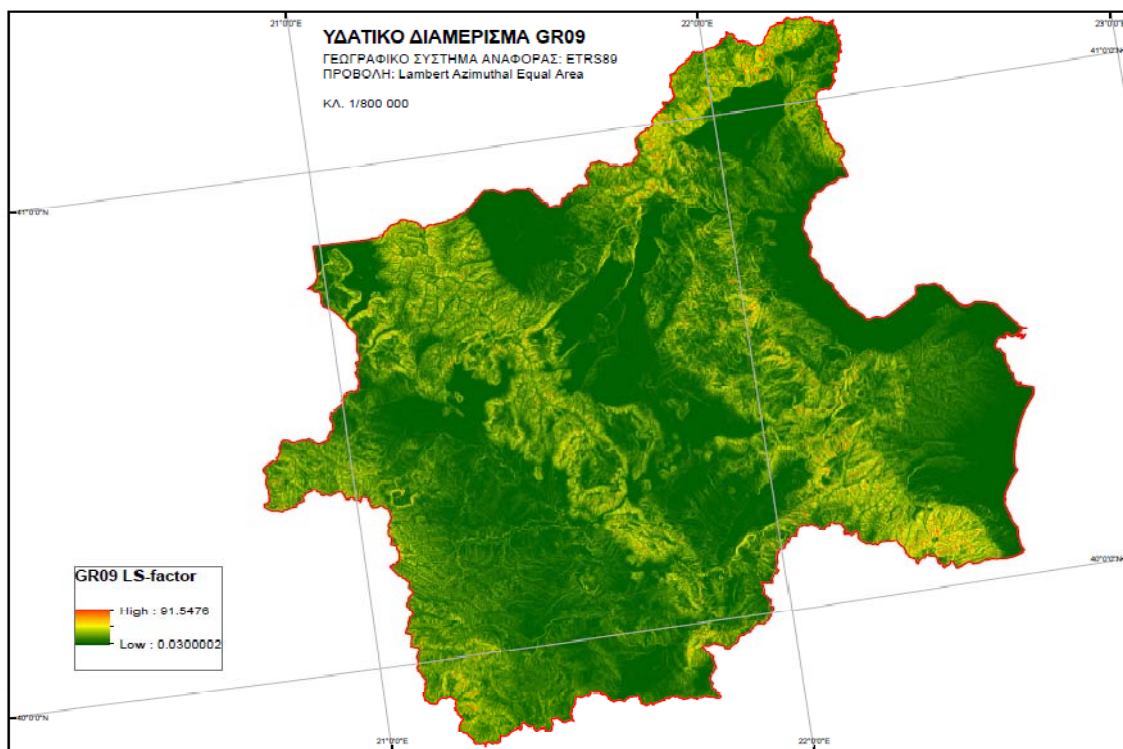 21°0'0"E
22°0'0"E
23°0'0"E
ΥΔΑΤΙΚΟ ΔΙΑΜΕΡΙΣΜΑ GR09
ΓΕΩΓΡΑΦΙΚΟ ΣΥΣΤΗΜΑ ΑΝΑΦΟΡΑΣ: ETRS89
ΠΡΟΒΟΛΗ: Lambert Azimuthal Equal Area
ΚΛ. 1/800 000
41°0'0"N
41°0'0"N
40°0'0"N
GR09 LS-factor
High : 91.5476
Low : 0.0300002
40°0'0"N
21°0'0"E
22°0'0"E